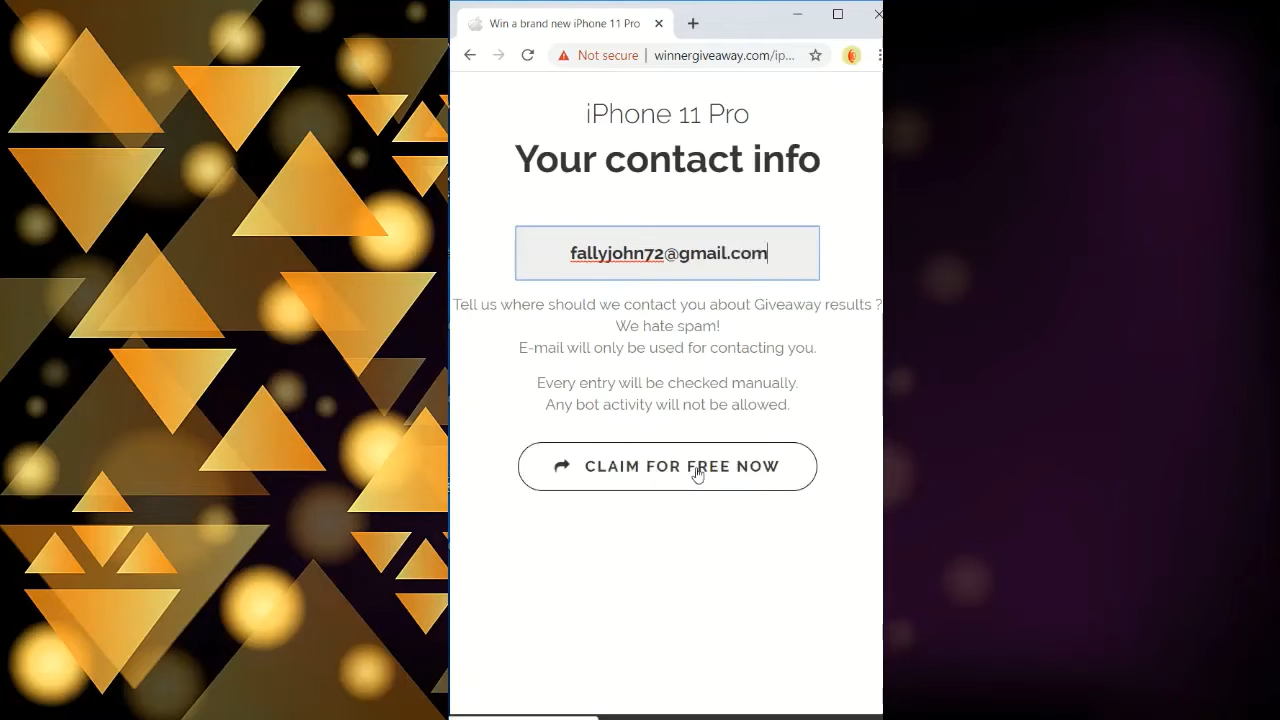 Win a brand new iPhone 11 Pro
Not secure | winnergiveaway.com/ip...
iPhone 11 Pro
Your contact info
fallyjohn72@gmail.com
Tell us where should we contact you about Giveaway results ?
We hate spam!
E-mail will only be used for contacting you.
Every entry will be checked manually.
Any bot activity will not be allowed.
CLAIM FOR FREE NOW